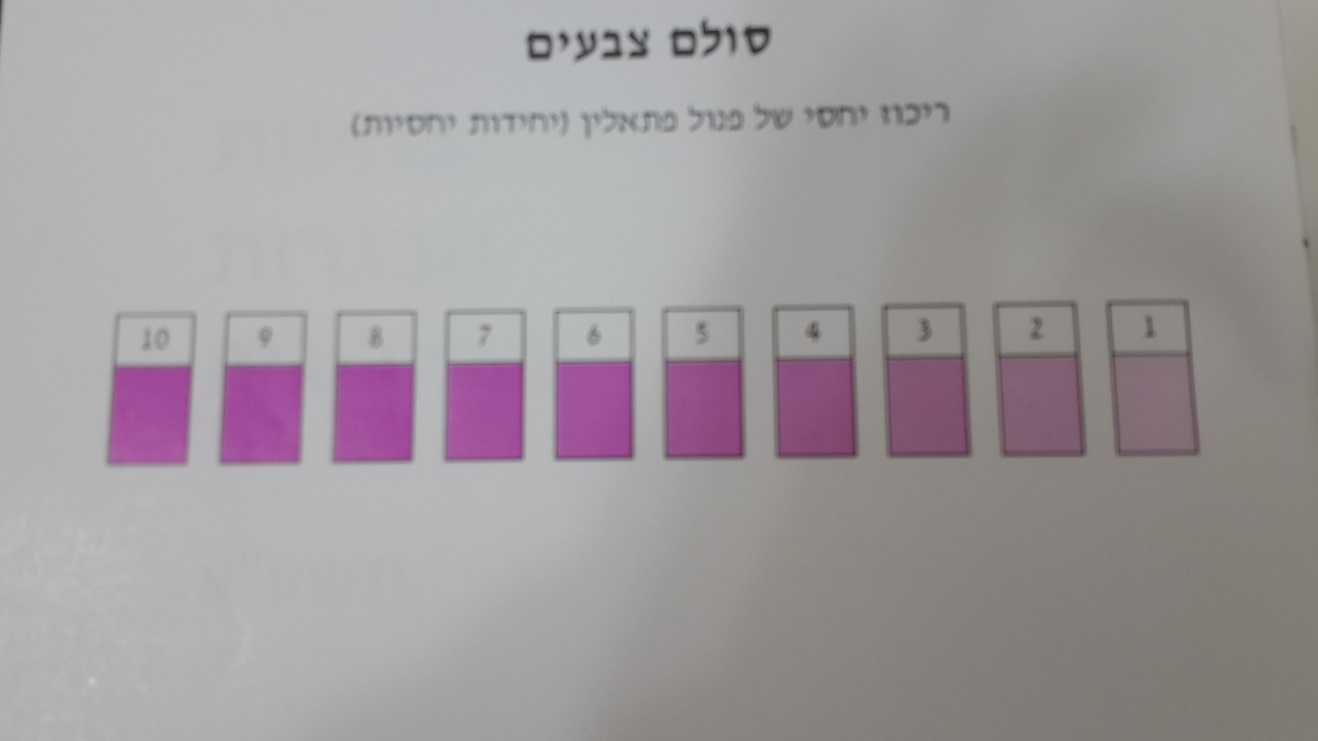 סולם צבעים
ריכוז יחסי של פנול פתאלין (יחידות יחסיות)
1 2 3 4 5 6 7 8 9 10